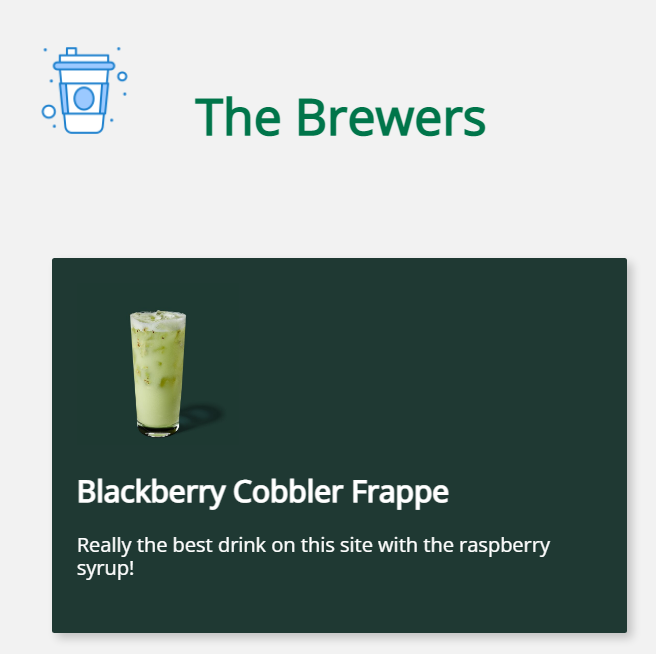 The Brewers
Blackberry Cobbler Frappe
Really the best drink on this site with the raspberry
syrup!